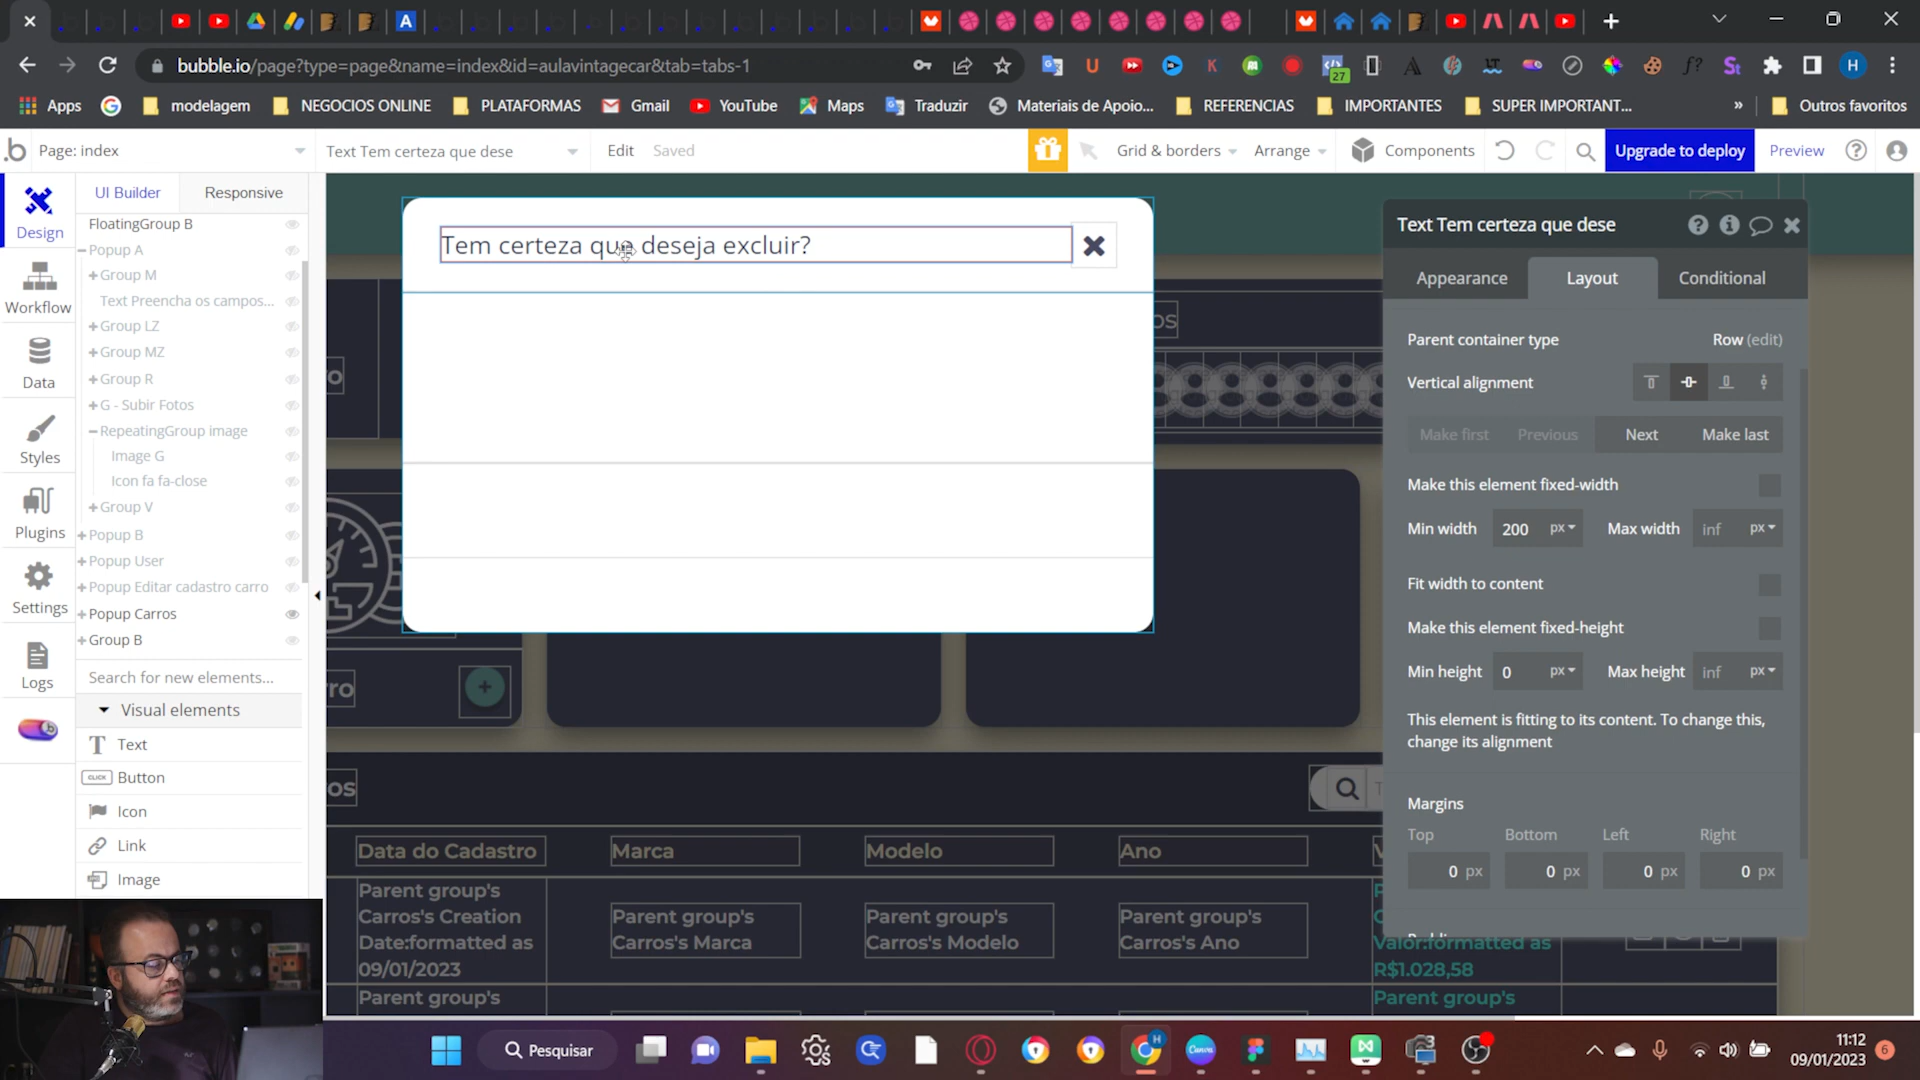 bubble.io/page?type=page&name=index&id=aulavintagecar&tab=tabs-1
27
H
Apps
modelagem
NEGOCIOS ONLINE
PLATAFORMAS
Gmail
YouTube
Maps
Traduzir
Materiais de Apoio...
REFERENCIAS
IMPORTANTES
SUPER IMPORTANT...
»
Outros favoritos
Page: index
Text Tem certeza que dese
Edit
Saved
Grid & borders
Arrange
Components
Upgrade to deploy
Preview
Design
Workflow
Data
Styles
Plugins
Settings
Logs
UI Builder
Responsive
FloatingGroup B
Popup A
Group M
Text Preencha os campos...
Group LZ
Group MZ
Group R
G - Subir Fotos
RepeatingGroup image
Image G
Icon fa fa-close
Group V
Popup B
Popup User
Popup Editar cadastro carro
Popup Carros
Group B
Search for new elements...
Visual elements
Text
CLICK
Button
Icon
Link
Image
Tem certeza que deseja excluir?
os
ro
ro
os
Data do Cadastro
Marca
Modelo
Ano
Parent group's
Carros's Creation
Date:formatted as
09/01/2023
Parent group's
Carros's Marca
Parent group's
Carros's Modelo
Parent group's
Carros's Ano
Valor:formatted as
R$1.028,58
Parent group's
Parent group's
Text Tem certeza que dese
Appearance
Layout
Conditional
Parent container type
Row (edit)
Vertical alignment
Make first
Previous
Next
Make last
Make this element fixed-width
Min width
200
px
Max width
inf
px
Fit width to content
Make this element fixed-height
Min height
0
px
Max height
inf
px
This element is fitting to its content. To change this,
change its alignment
Margins
Top
Bottom
Left
Right
0 px
0 px
0 px
0 px
Pesquisar
11:12
09/01/2023
6